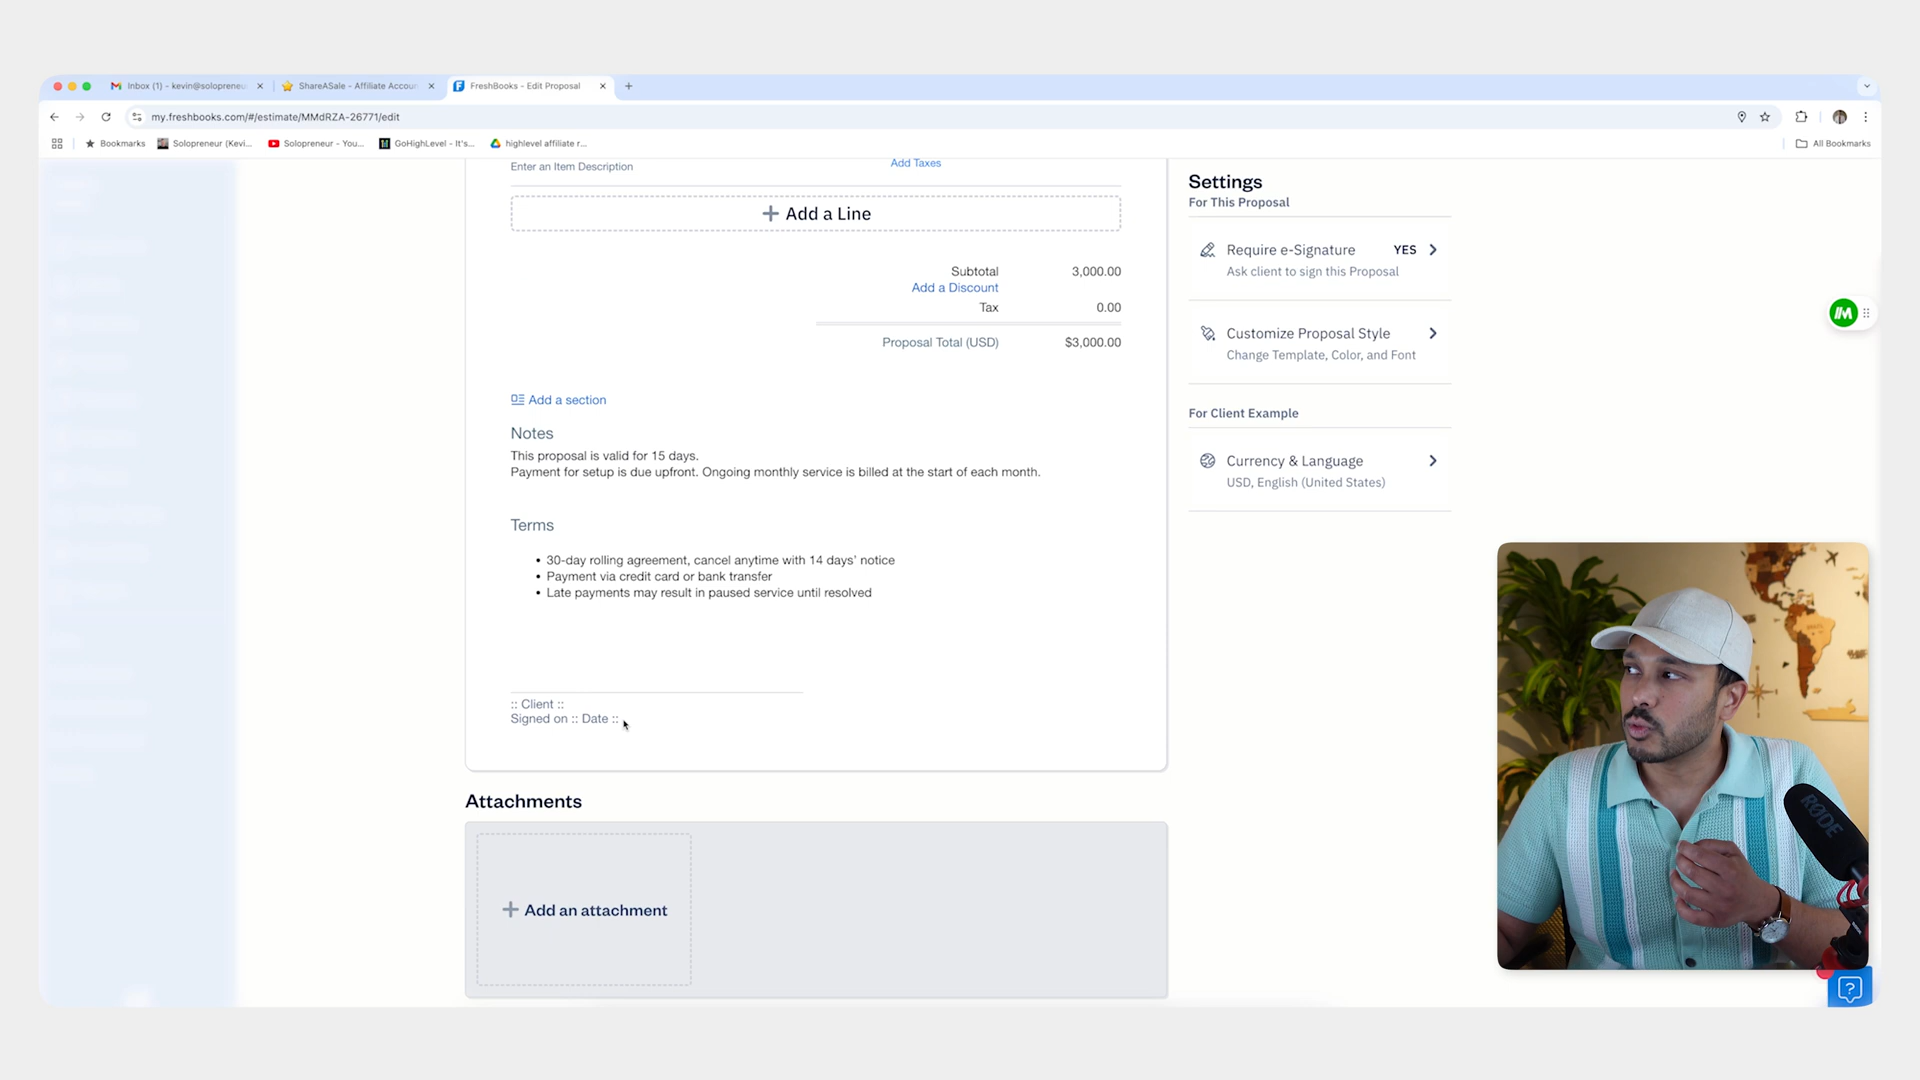 Inbox (1) - kevin@solopreneu
ShareASale - Affiliate Accoun
FreshBooks - Edit Proposal
my.freshbooks.com/#/estimate/MMdRZA-26771/edit
Bookmarks
Solopreneur (Kevi...
Solopreneur - You...
GoHighLevel - It's...
highlevel affiliate r...
All Bookmarks
Enter an Item Description
Add Taxes
Add a Line
Subtotal 3,000.00
Add a Discount
Tax 0.00
Proposal Total (USD) $3,000.00
Add a section
Notes
This proposal is valid for 15 days.
Payment for setup is due upfront. Ongoing monthly service is billed at the start of each month.
Terms
• 30-day rolling agreement, cancel anytime with 14 days' notice
• Payment via credit card or bank transfer
• Late payments may result in paused service until resolved
:: Client ::
Signed on :: Date ::
Attachments
Add an attachment
Settings
For This Proposal
Require e-Signature YES
Ask client to sign this Proposal
Customize Proposal Style
Change Template, Color, and Font
For Client Example
Currency & Language
USD, English (United States)
RØDE
BRASIL